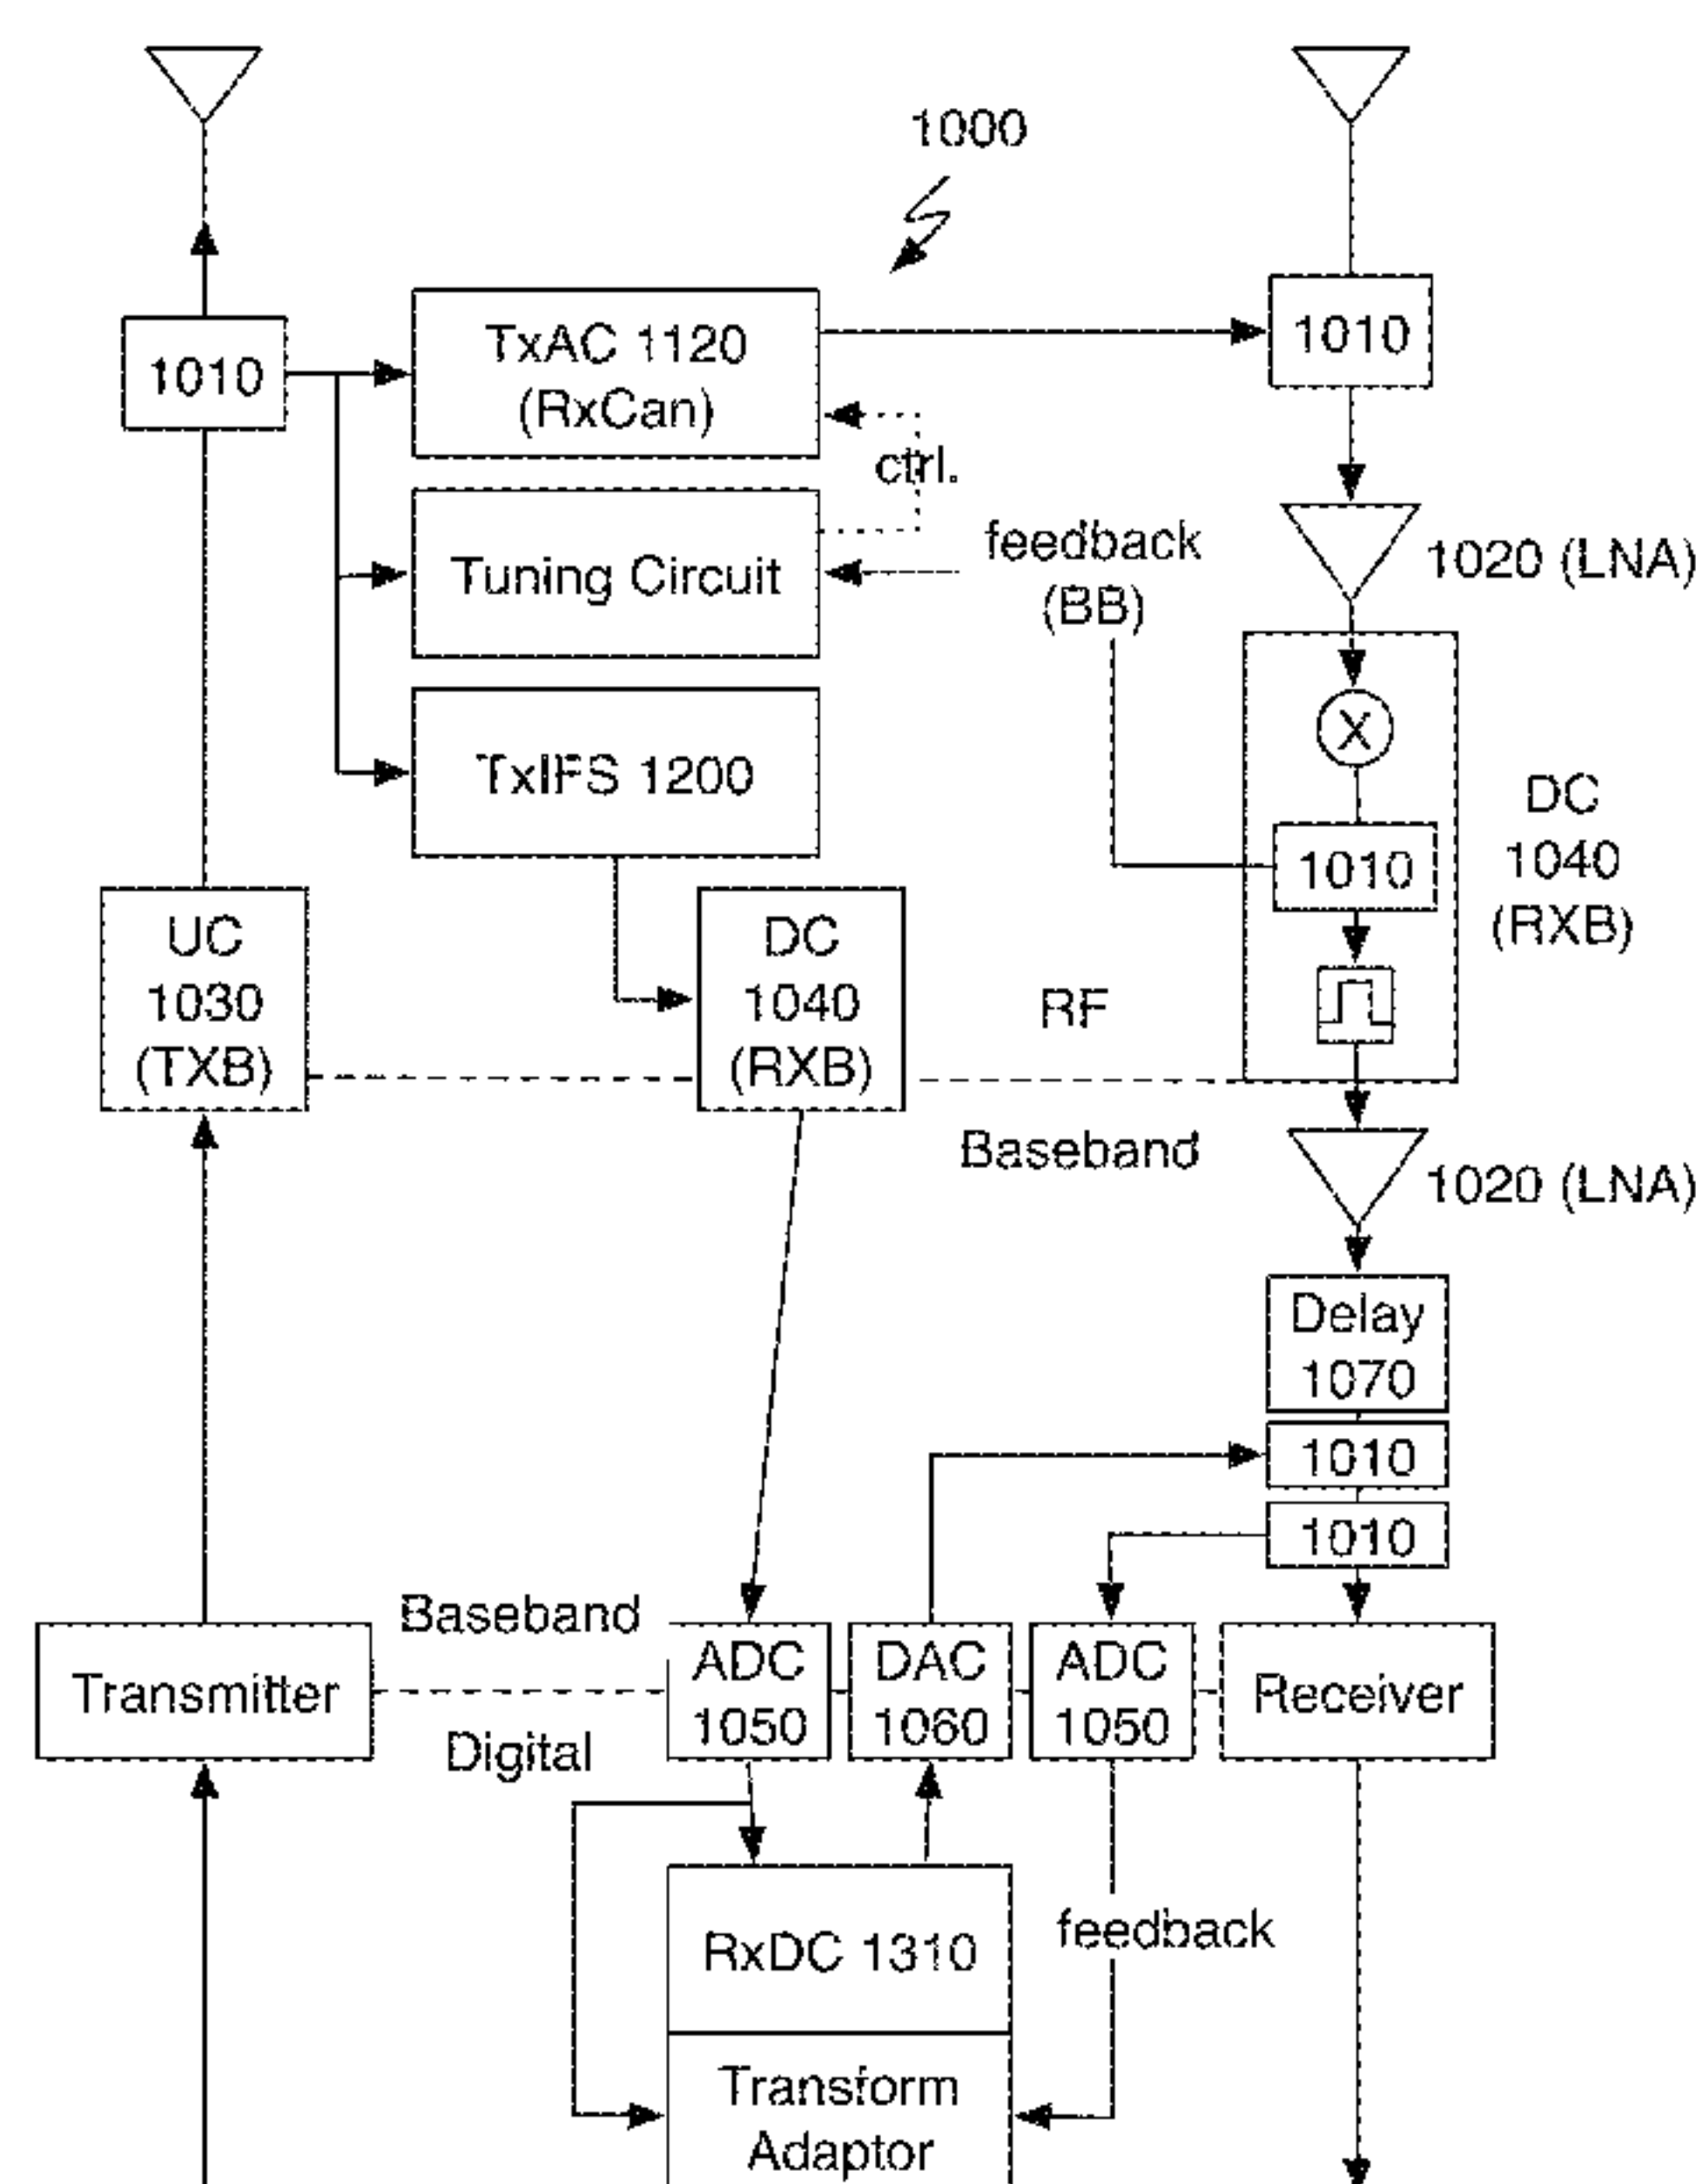 1000
1010
TxAC 1120
(RxCan)
1010
ctrl.
Tuning Circuit
feedback
(BB)
1020 (LNA)
TxIFS 1200
X
1010
DC
1040
(RXB)
UC
1030
(TXB)
DC
1040
(RXB)
RF
Baseband
1020 (LNA)
Delay
1070
1010
1010
Baseband
Transmitter
Digital
ADC
1050
DAC
1060
ADC
1050
Receiver
RxDC 1310
feedback
Transform
Adaptor